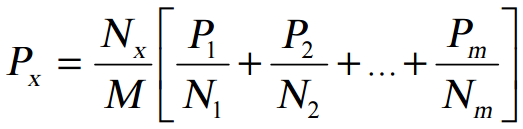 P_x = \frac{N_x}{M} \left[ \frac{P_1}{N_1} + \frac{P_2}{N_2} + \ldots + \frac{P_m}{N_m} \right]